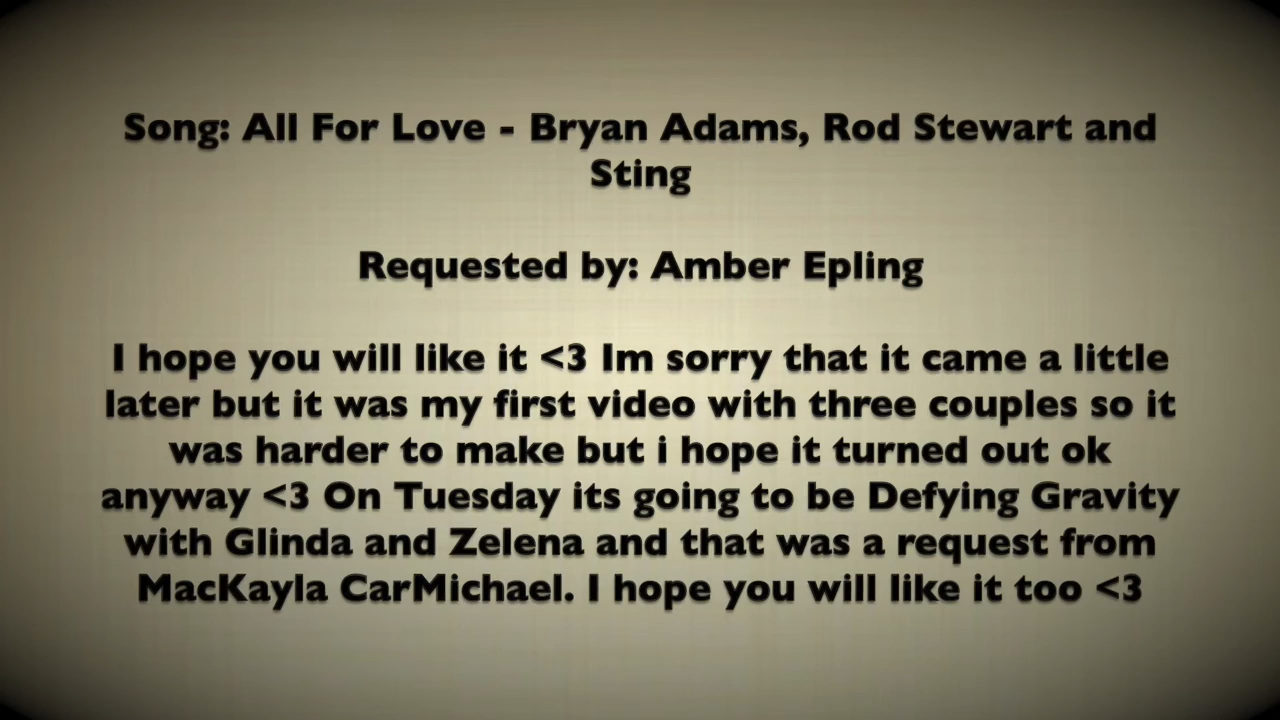 Song: All For Love - Bryan Adams, Rod Stewart and
Sting
Requested by: Amber Epling
I hope you will like it <3 Im sorry that it came a little
later but it was my first video with three couples so it
was harder to make but i hope it turned out ok
anyway <3 On Tuesday its going to be Defying Gravity
with Glinda and Zelena and that was a request from
MacKayla CarMichael. I hope you will like it too <3